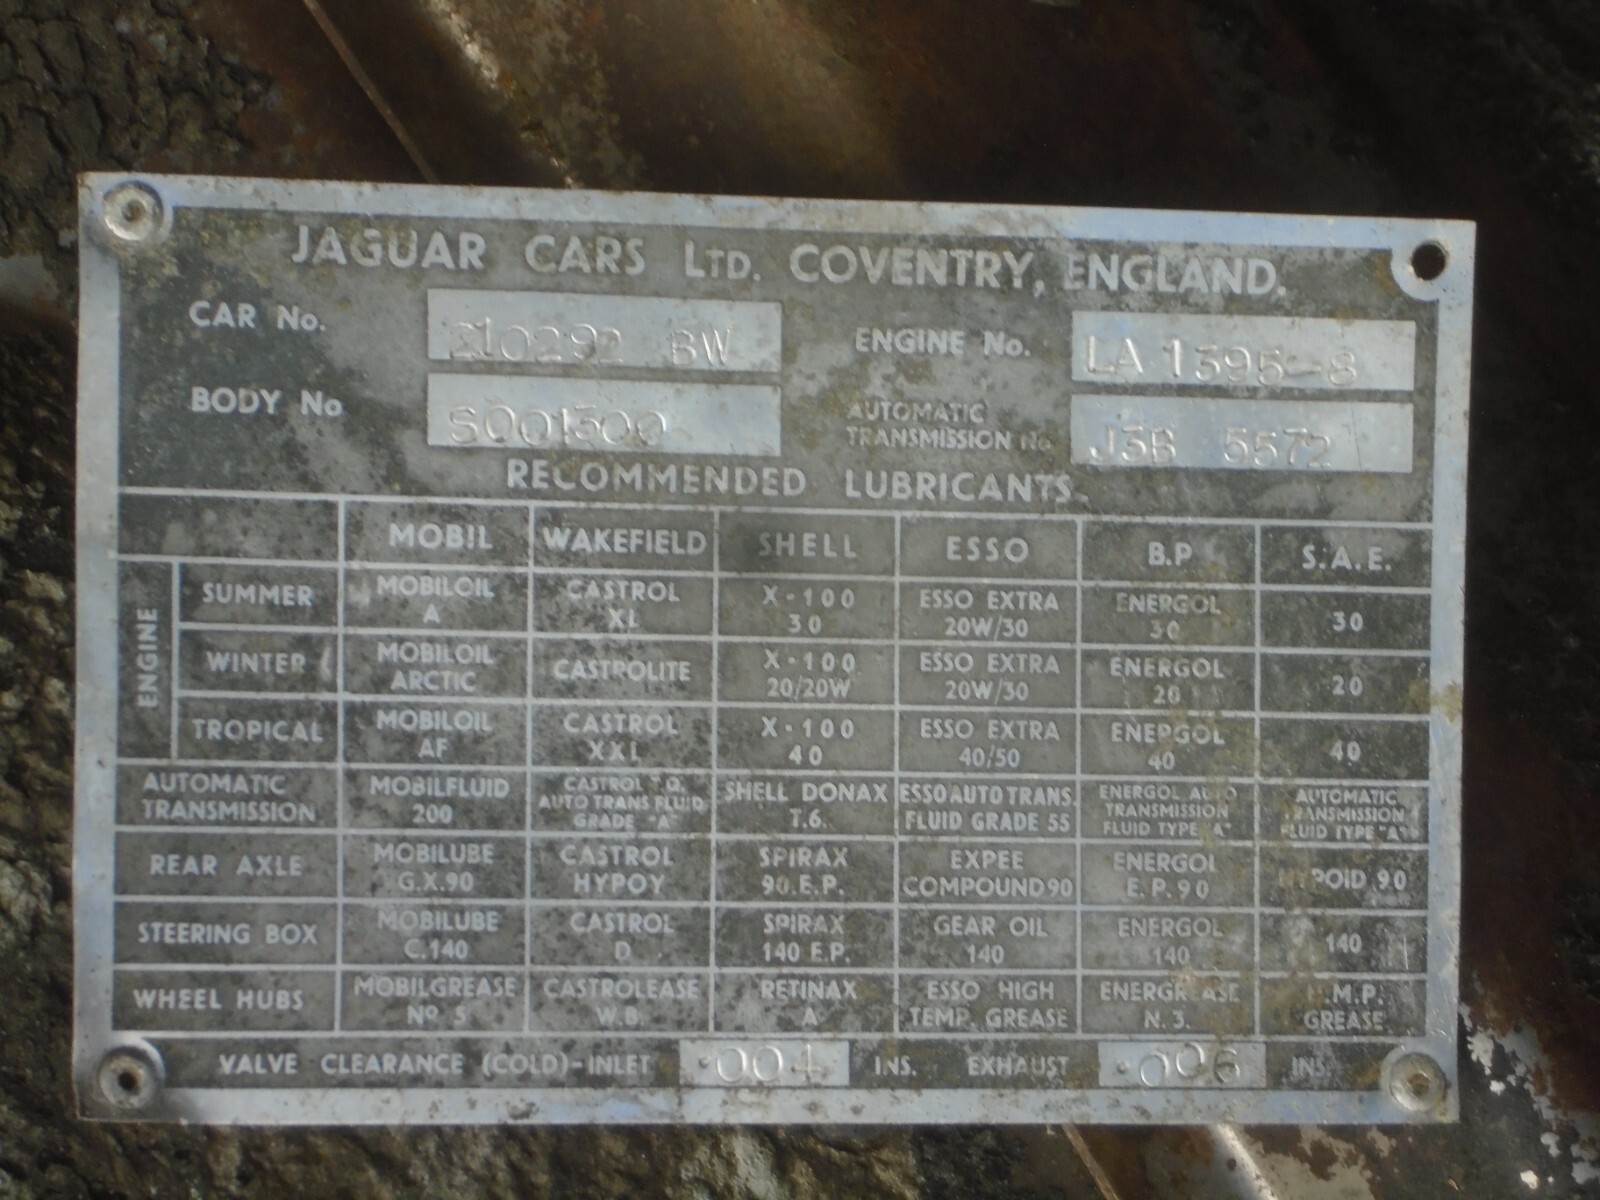 JAGUAR CARS LTD. COVENTRY, ENGLAND.
CAR No. 210292 BW ENGINE No. LA 1395-8
BODY No S001300 AUTOMATIC TRANSMISSION No J3B 5572
RECOMMENDED LUBRICANTS
MOBIL WAKEFIELD SHELL ESSO B.P S.A.E.
ENGINE
SUMMER MOBILOIL A CASTROL XL X-100 30 ESSO EXTRA 20W/30 ENERGOL 30 30
WINTER MOBILOIL ARCTIC CASTROLITE X-100 20/20W ESSO EXTRA 20W/30 ENERGOL 20 20
TROPICAL MOBILOIL AF CASTROL XXL X-100 40 ESSO EXTRA 40/50 ENERGOL 40 40
AUTOMATIC TRANSMISSION MOBILFLUID 200 CASTROL T.Q. AUTO TRANS FLUID GRADE "A" SHELL DONAX T.6. ESSO AUTO TRANS. FLUID GRADE 55 ENERGOL AUTO TRANSMISSION FLUID TYPE "A" AUTOMATIC TRANSMISSION FLUID TYPE "A"
REAR AXLE MOBILUBE G.X.90 CASTROL HYPOY SPIRAX 90.E.P. EXPEE COMPOUND 90 ENERGOL E.P.90 HYPOID 90
STEERING BOX MOBILUBE C.140 CASTROL D SPIRAX 140 E.P. GEAR OIL 140 ENERGOL 140 140
WHEEL HUBS MOBILGREASE No 5 CASTROLEASE W.B. RETINAX A ESSO HIGH TEMP. GREASE ENERGREASE N.3. H.M.P. GREASE
VALVE CLEARANCE (COLD)-INLET .004 INS. EXHAUST .006 INS.